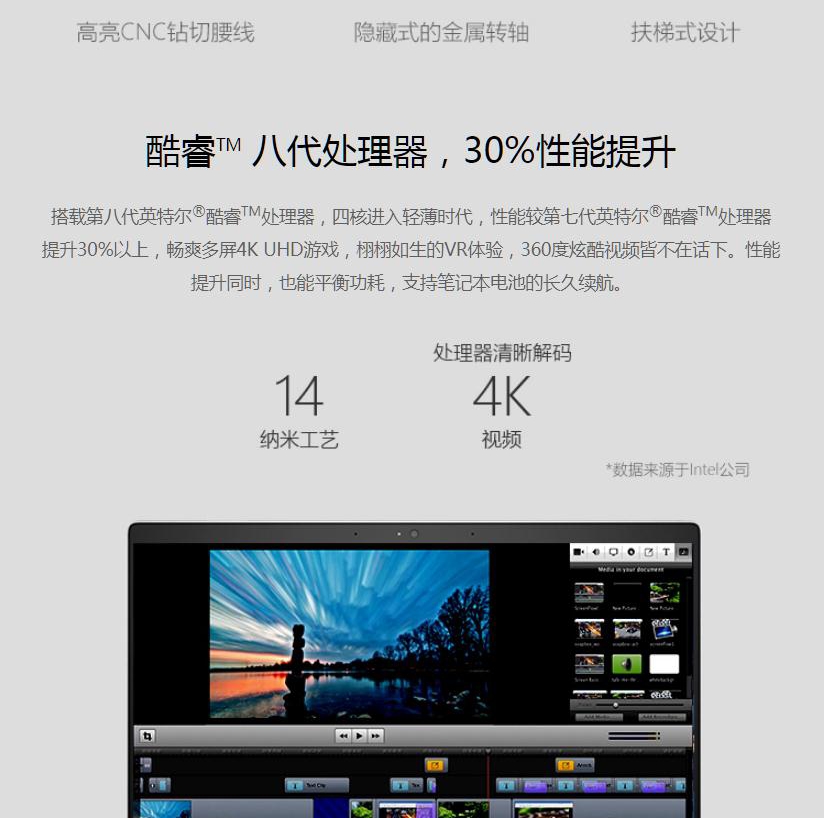 高亮CNC钻切腰线 隐藏式的金属转轴 扶梯式设计
酷睿™ 八代处理器，30%性能提升
搭载第八代英特尔®酷睿™处理器，四核进入轻薄时代，性能较第七代英特尔®酷睿™处理器
提升30%以上，畅爽多屏4K UHD游戏，栩栩如生的VR体验，360度炫酷视频皆不在话下。性能
提升同时，也能平衡功耗，支持笔记本电池的长久续航。
处理器清晰解码
14 4K
纳米工艺 视频
*数据来源于Intel公司
Media in your document
New Picture New Picture
Add Media... Add Recording...
Text Clip